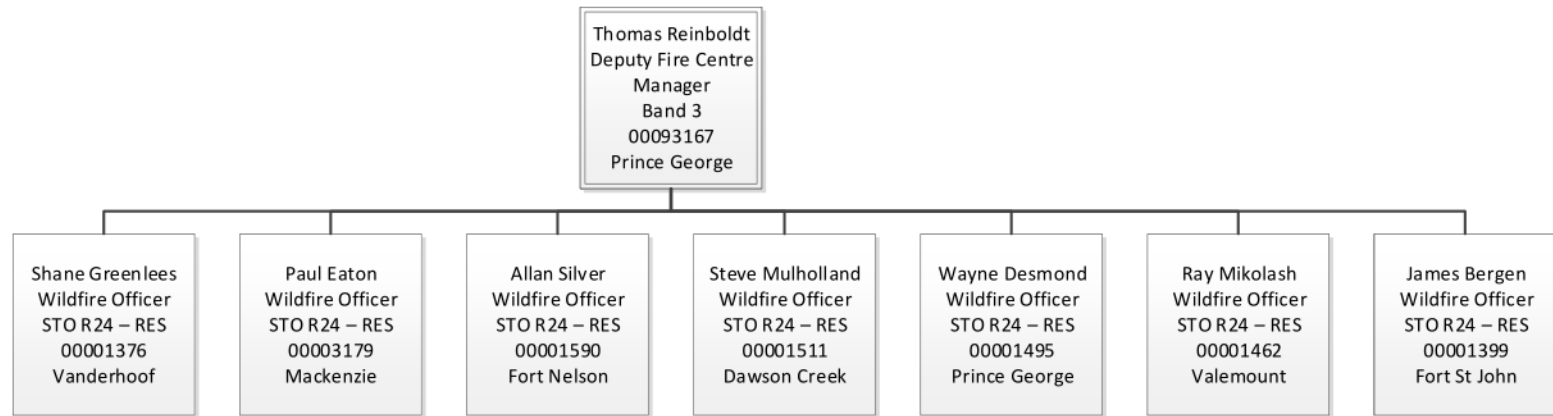 Thomas Reinboldt
Deputy Fire Centre
Manager
Band 3
00093167
Prince George
Shane Greenlees
Wildfire Officer
STO R24 – RES
00001376
Vanderhoof
Paul Eaton
Wildfire Officer
STO R24 – RES
00003179
Mackenzie
Allan Silver
Wildfire Officer
STO R24 – RES
00001590
Fort Nelson
Steve Mulholland
Wildfire Officer
STO R24 – RES
00001511
Dawson Creek
Wayne Desmond
Wildfire Officer
STO R24 – RES
00001495
Prince George
Ray Mikolash
Wildfire Officer
STO R24 – RES
00001462
Valemount
James Bergen
Wildfire Officer
STO R24 – RES
00001399
Fort St John